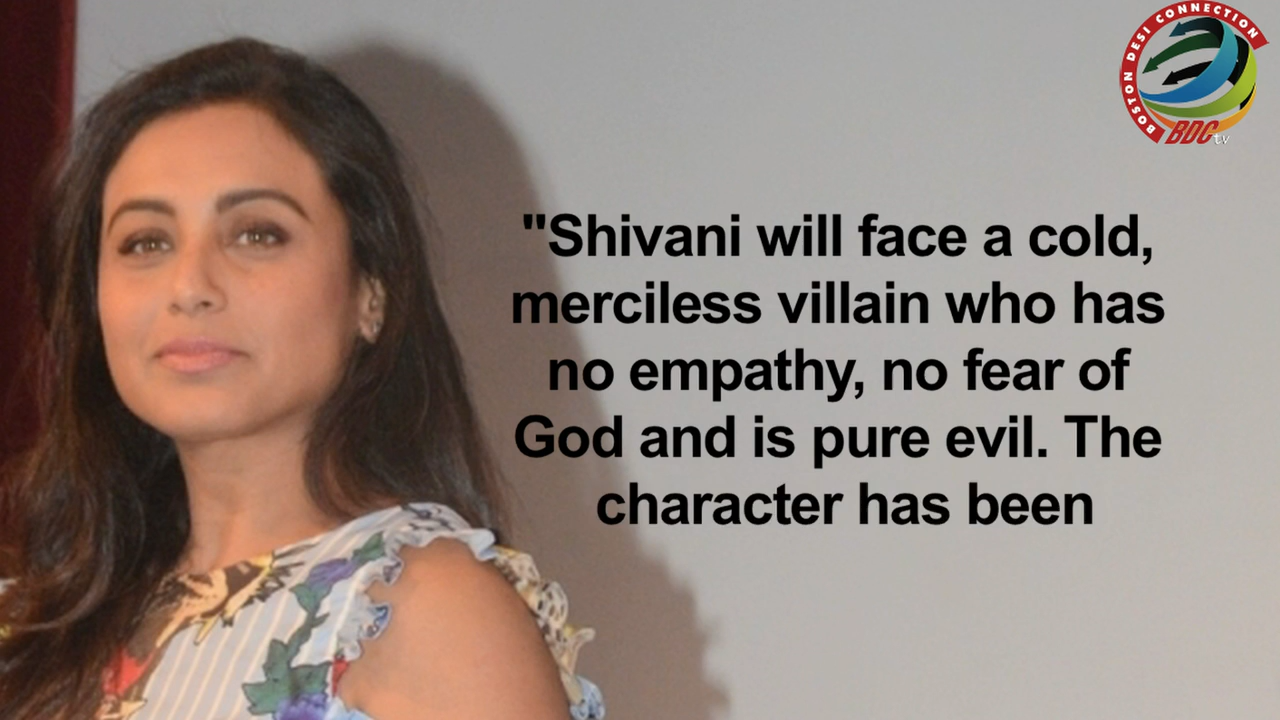 BOSTON DESI CONNECTION
BDC tv
"Shivani will face a cold,
merciless villain who has
no empathy, no fear of
God and is pure evil. The
character has been